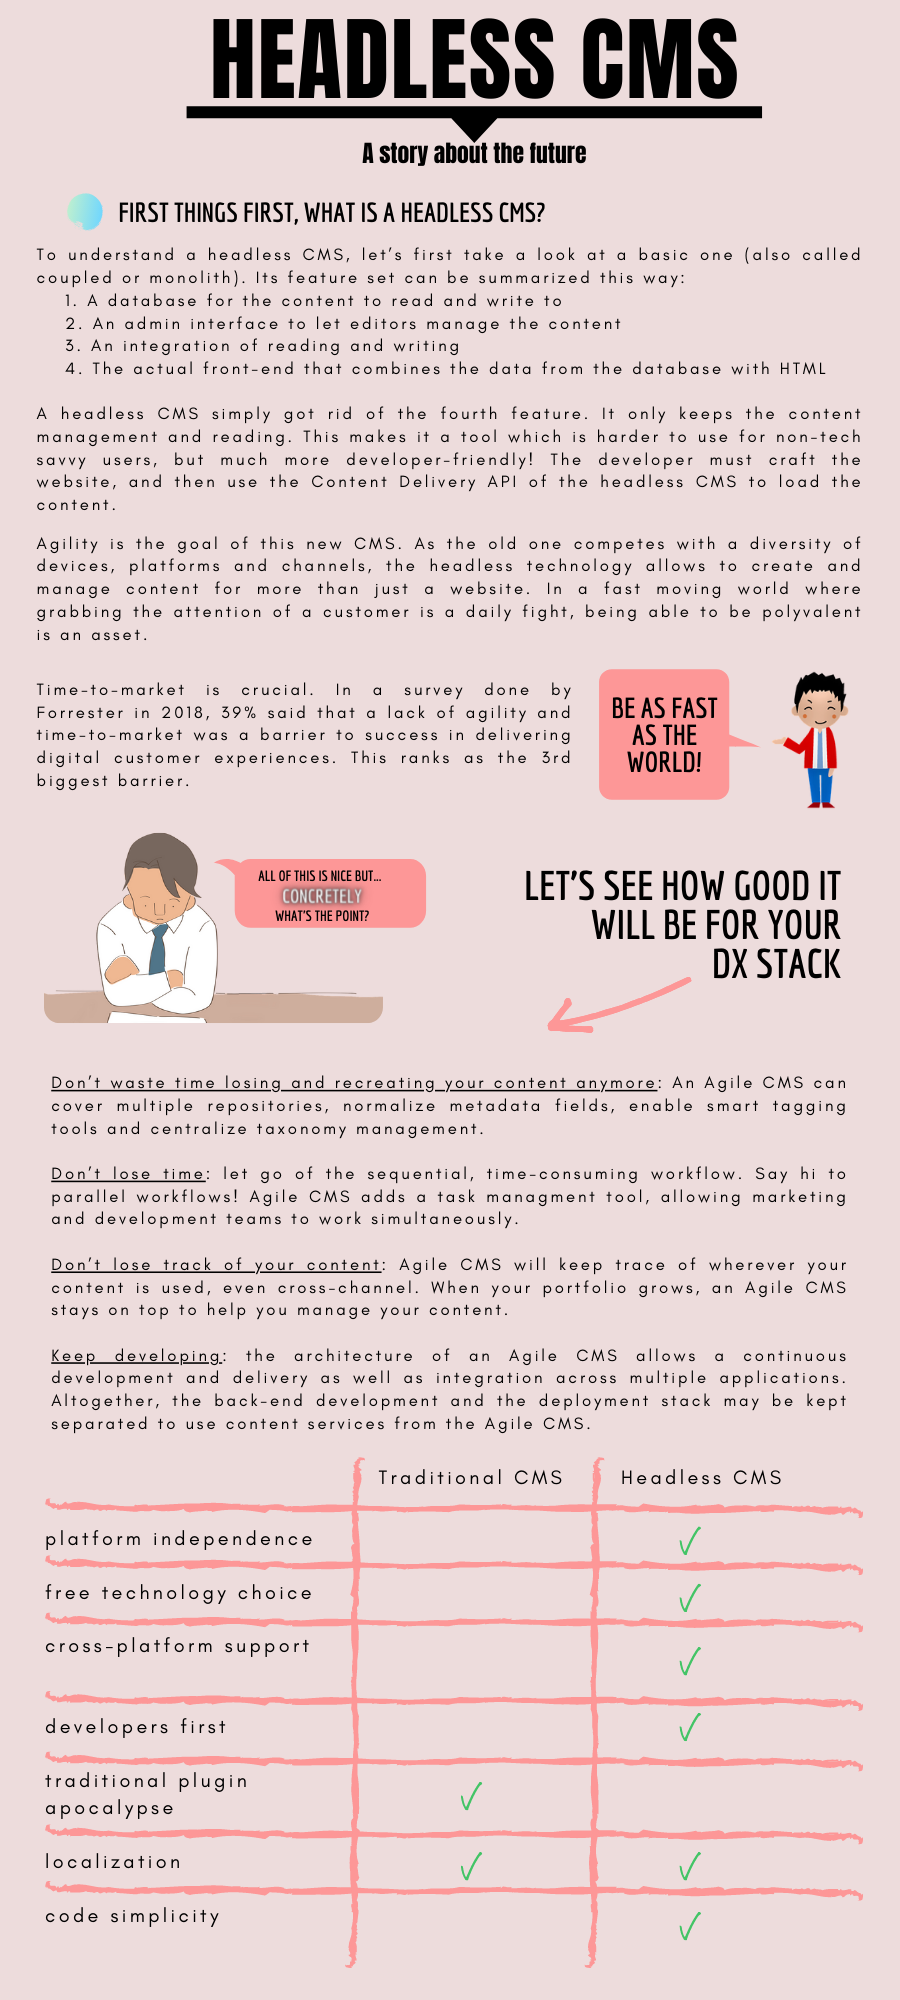 HEADLESS CMS
A story about the future
FIRST THINGS FIRST, WHAT IS A HEADLESS CMS?
To understand a headless CMS, let's first take a look at a basic one (also called
coupled or monolith). Its feature set can be summarized this way:
1. A database for the content to read and write to
2. An admin interface to let editors manage the content
3. An integration of reading and writing
4. The actual front-end that combines the data from the database with HTML
A headless CMS simply got rid of the fourth feature. It only keeps the content
management and reading. This makes it a tool which is harder to use for non-tech
savvy users, but much more developer-friendly! The developer must craft the
website, and then use the Content Delivery API of the headless CMS to load the
content.
Agility is the goal of this new CMS. As the old one competes with a diversity of
devices, platforms and channels, the headless technology allows to create and
manage content for more than just a website. In a fast moving world where
grabbing the attention of a customer is a daily fight, being able to be polyvalent
is an asset.
Time-to-market is crucial. In a survey done by
Forrester in 2018, 39% said that a lack of agility and
time-to-market was a barrier to success in delivering
digital customer experiences. This ranks as the 3rd
biggest barrier.
BE AS FAST
AS THE
WORLD!
ALL OF THIS IS NICE BUT...
CONCRETELY
WHAT'S THE POINT?
LET'S SEE HOW GOOD IT
WILL BE FOR YOUR
DX STACK
Don't waste time losing and recreating your content anymore: An Agile CMS can
cover multiple repositories, normalize metadata fields, enable smart tagging
tools and centralize taxonomy management.
Don't lose time: let go of the sequential, time-consuming workflow. Say hi to
parallel workflows! Agile CMS adds a task managment tool, allowing marketing
and development teams to work simultaneously.
Don't lose track of your content: Agile CMS will keep trace of wherever your
content is used, even cross-channel. When your portfolio grows, an Agile CMS
stays on top to help you manage your content.
Keep developing: the architecture of an Agile CMS allows a continuous
development and delivery as well as integration across multiple applications.
Altogether, the back-end development and the deployment stack may be kept
separated to use content services from the Agile CMS.
Traditional CMS Headless CMS
platform independence ✓
free technology choice ✓
cross-platform support ✓
developers first ✓
traditional plugin
apocalypse ✓
localization ✓ ✓
code simplicity ✓